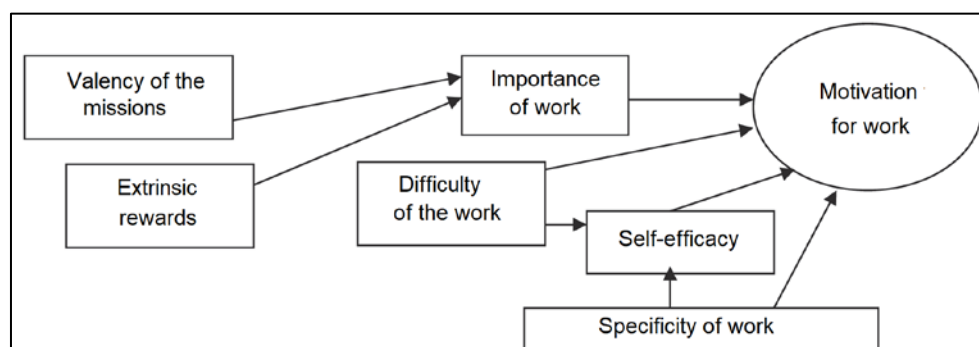 Valency of the
missions
Importance
of work
Motivation
for work
Extrinsic
rewards
Difficulty
of the work
Self-efficacy
Specificity of work